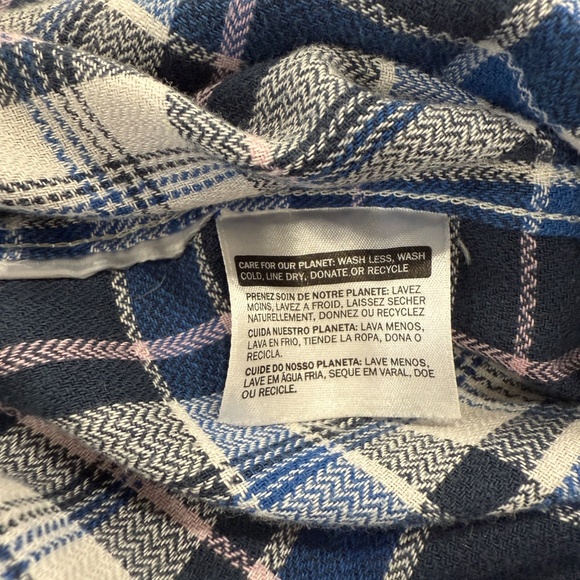 CARE FOR OUR PLANET: WASH LESS, WASH
COLD, LINE DRY, DONATE OR RECYCLE
PRENEZ SOIN DE NOTRE PLANETE: LAVEZ
MOINS, LAVEZ A FROID, LAISSEZ SECHER
NATURELLEMENT, DONNEZ OU RECYCLEZ
CUIDA NUESTRO PLANETA: LAVA MENOS,
LAVA EN FRIO, TIENDE LA ROPA, DONA O
RECICLA.
CUIDE DO NOSSO PLANETA: LAVE MENOS,
LAVE EM ÁGUA FRIA, SEQUE EM VARAL, DOE
OU RECICLE.